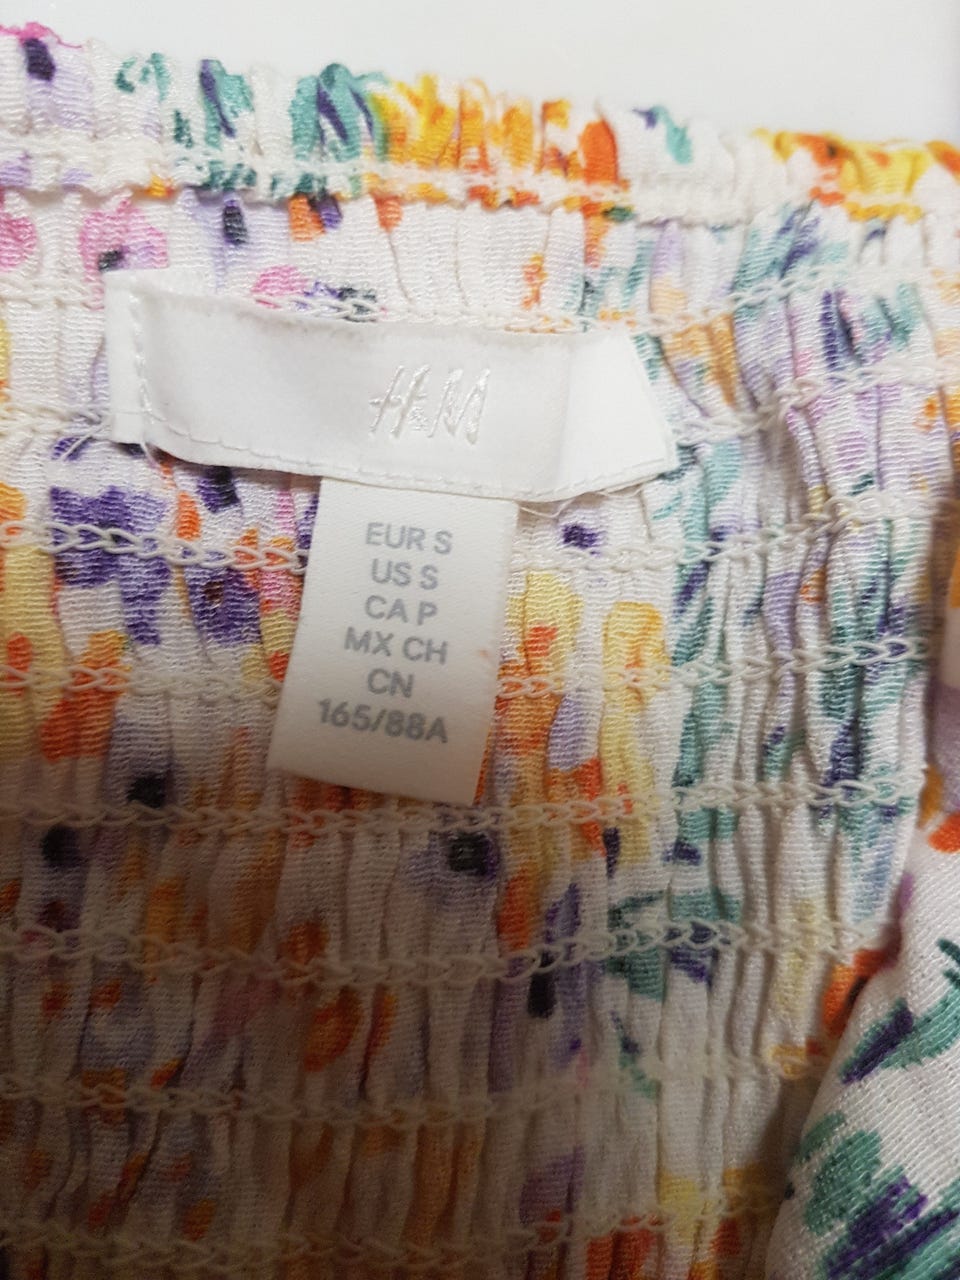 H&M
EUR S
US S
CA P
MX CH
CN
165/88A